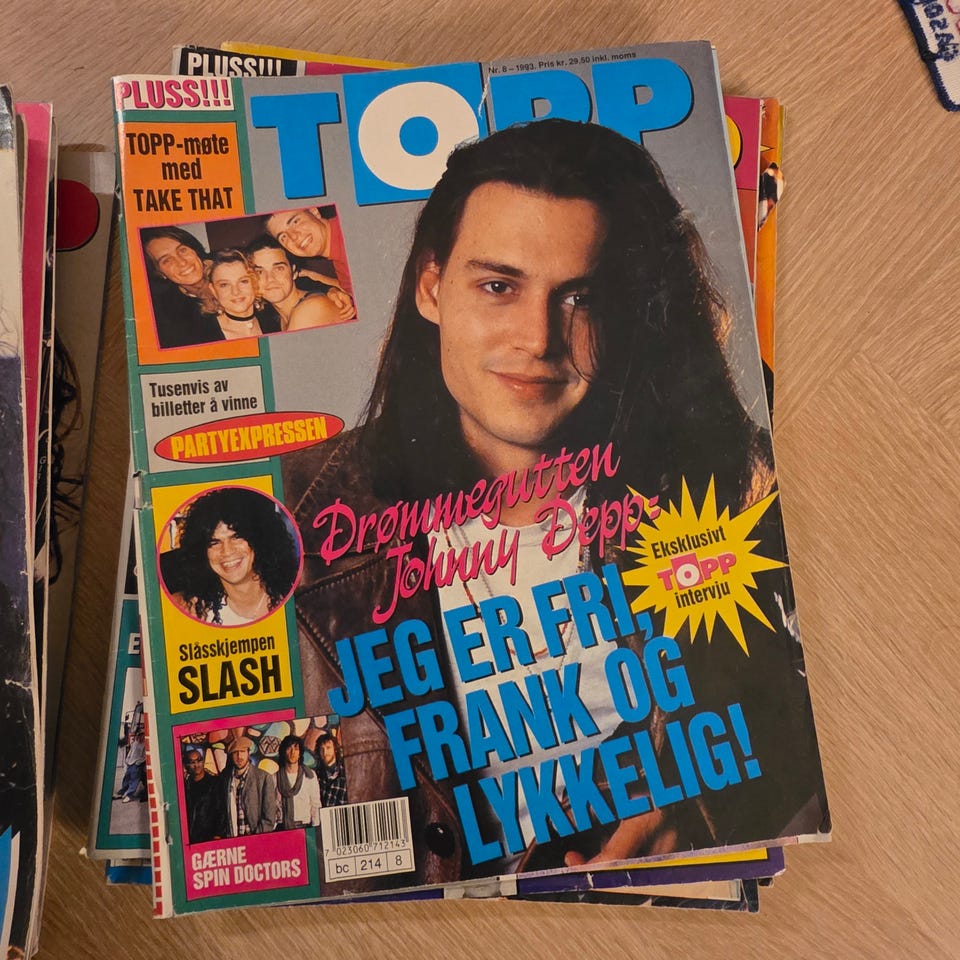 PLUSS!!!
Nr. 8 – 1993. Pris kr. 29,50 inkl. moms
PLUSS!!!
TOPP
TOPP-møte
med
TAKE THAT
Tusenvis av
billetter å vinne
PARTYEXPRESSEN
Drømmegutten
Johnny Depp:
Eksklusivt
TOPP
intervju
JEG ER FRI,
FRANK OG
LYKKELIG!
Slåsskjempen
SLASH
GÆRNE
SPIN DOCTORS
7 023060 712143
bc 214 8